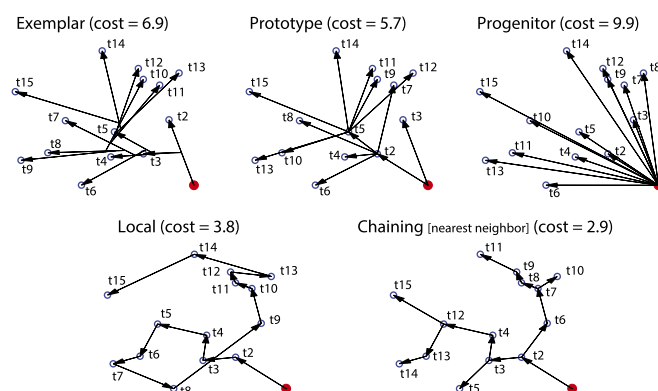 Exemplar (cost = 6.9)
t14
t12
t13
t10
t15
t11
t7
t5
t2
t8
t4
t3
t9
t6
Prototype (cost = 5.7)
t14
t11
t12
t9
t15
t7
t8
t3
t5
t10
t4
t2
t13
t6
Progenitor (cost = 9.9)
t14
t12
t8
t9
t15
t7
t10
t3
t5
t11
t4
t2
t13
t6
Local (cost = 3.8)
t14
t12
t13
t11
t10
t15
t5
t9
t4
t6
t2
t7
t3
t8
Chaining [nearest neighbor] (cost = 2.9)
t11
t9
t10
t8
t7
t15
t12
t6
t4
t13
t2
t14
t3
t5